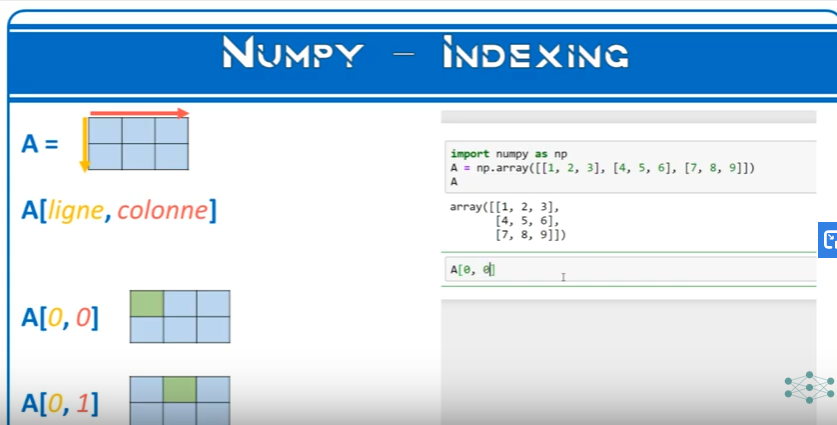 NUMPY – INDEXING
A =
A[ligne, colonne]
A[0, 0]
A[0, 1]
import numpy as np
A = np.array([[1, 2, 3], [4, 5, 6], [7, 8, 9]])
A
array([[1, 2, 3],
[4, 5, 6],
[7, 8, 9]])
A[0, 0]